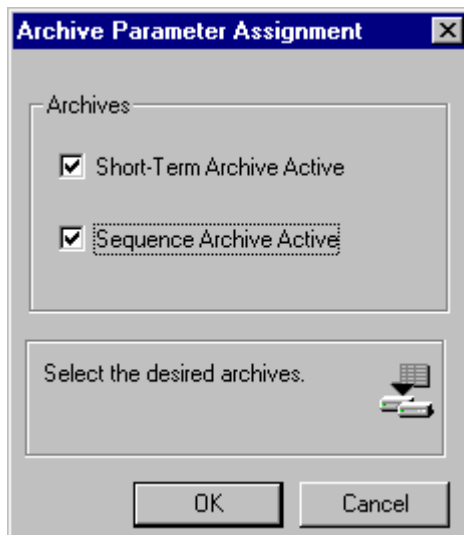 Archive Parameter Assignment
Archives
Short-Term Archive Active
Sequence Archive Active
Select the desired archives.
OK
Cancel